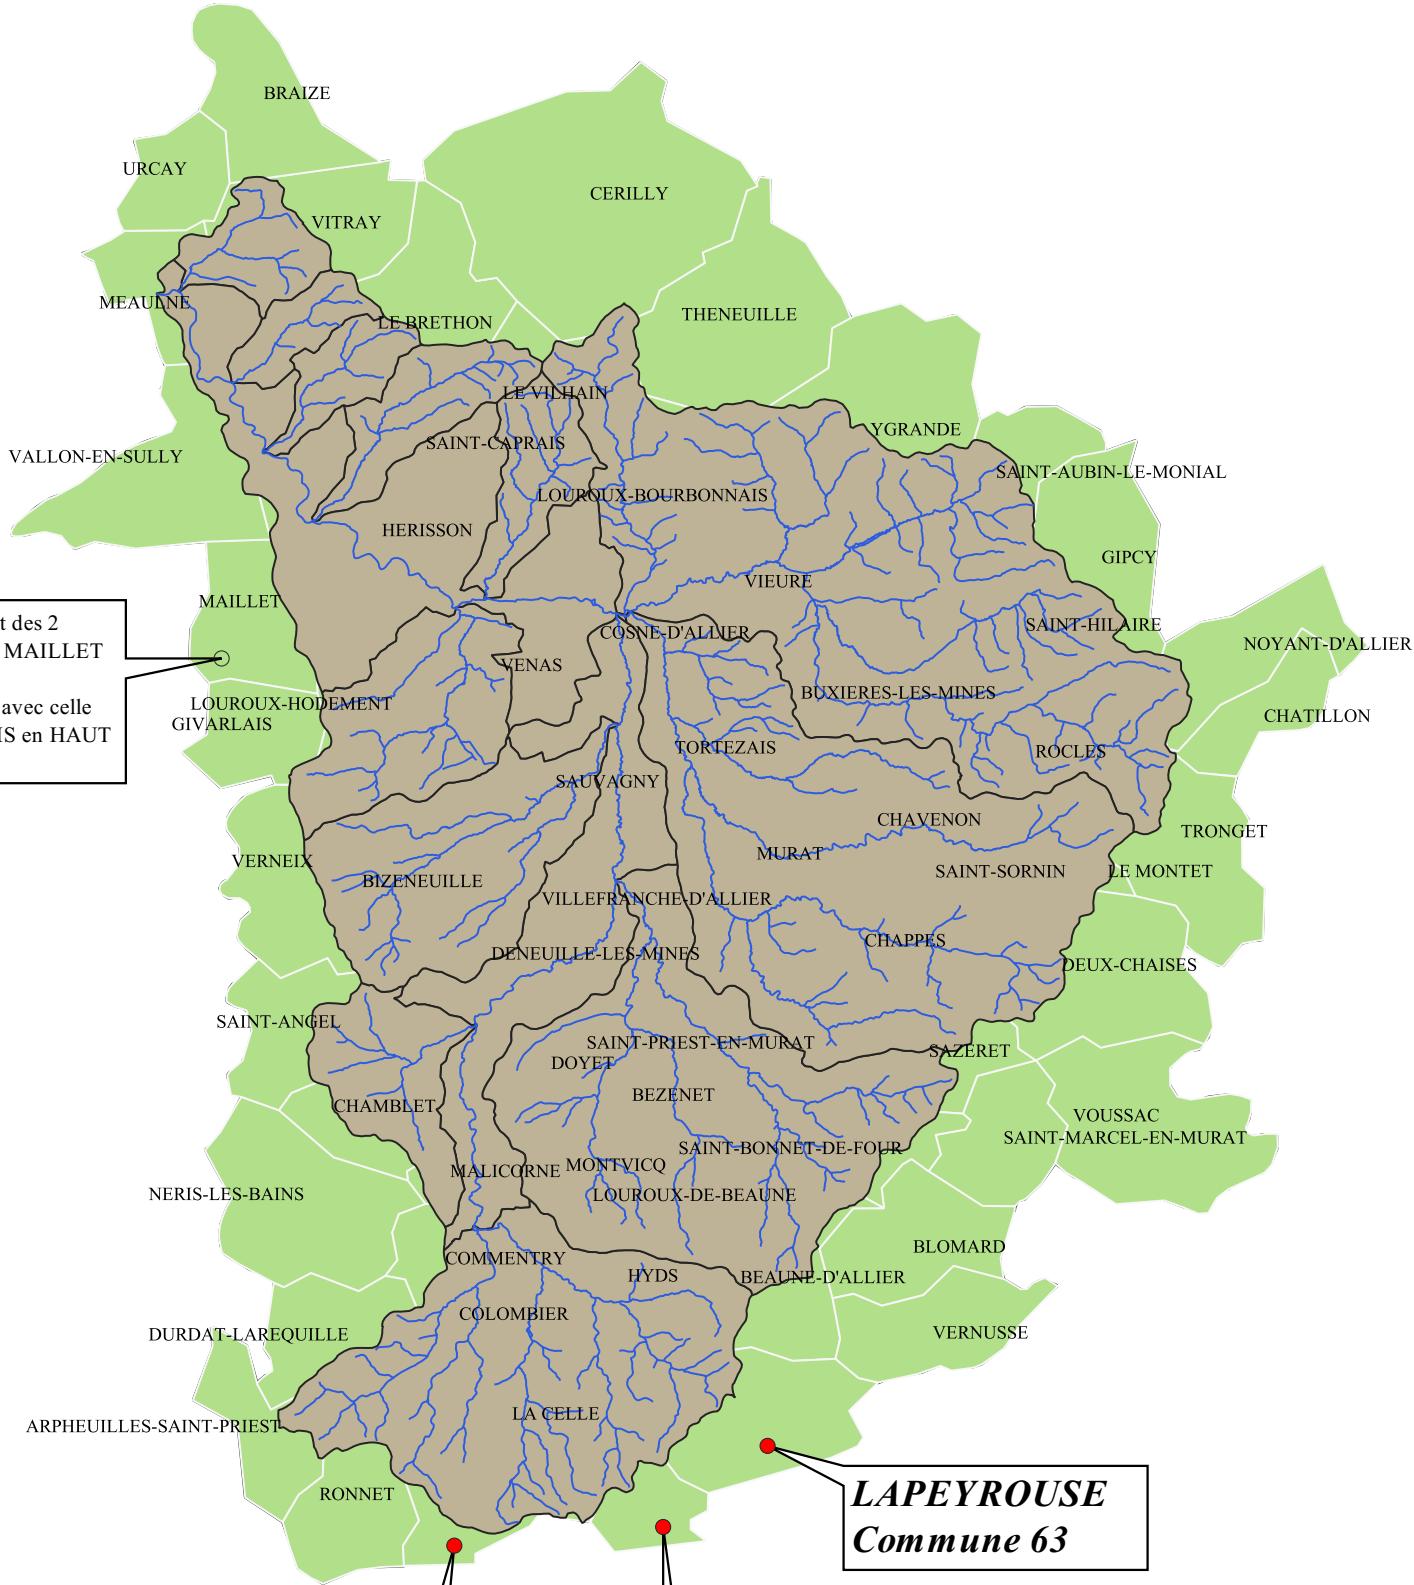 BRAIZE
URCAY
CERILLY
VITRAY
MEAULNE
THENEUILLE
LE BRETHON
LE VILHAIN
YGRANDE
SAINT-CAPRAIS
VALLON-EN-SULLY
SAINT-AUBIN-LE-MONIAL
LOUROUX-BOURBONNAIS
HERISSON
GIPCY
VIEURE
MAILLET
t des 2
MAILLET
avec celle
IS en HAUT
SAINT-HILAIRE
COSNE-D'ALLIER
NOYANT-D'ALLIER
VENAS
BUXIERES-LES-MINES
LOUROUX-HODEMENT
CHATILLON
GIVARLAIS
TORTEZAIS
ROCLES
SAUVAGNY
CHAVENON
TRONGET
MURAT
VERNEIX
SAINT-SORNIN
LE MONTET
BIZENEUILLE
VILLEFRANCHE-D'ALLIER
CHAPPES
DENEUILLE-LES-MINES
DEUX-CHAISES
SAINT-ANGEL
SAINT-PRIEST-EN-MURAT
SAZERET
DOYET
BEZENET
CHAMBLET
VOUSSAC
SAINT-MARCEL-EN-MURAT
SAINT-BONNET-DE-FOUR
MONTVICQ
MALICORNE
NERIS-LES-BAINS
LOUROUX-DE-BEAUNE
BLOMARD
COMMENTRY
HYDS
BEAUNE-D'ALLIER
COLOMBIER
DURDAT-LAREQUILLE
VERNUSSE
LA CELLE
ARPHEUILLES-SAINT-PRIEST
RONNET
LAPEYROUSE
Commune 63